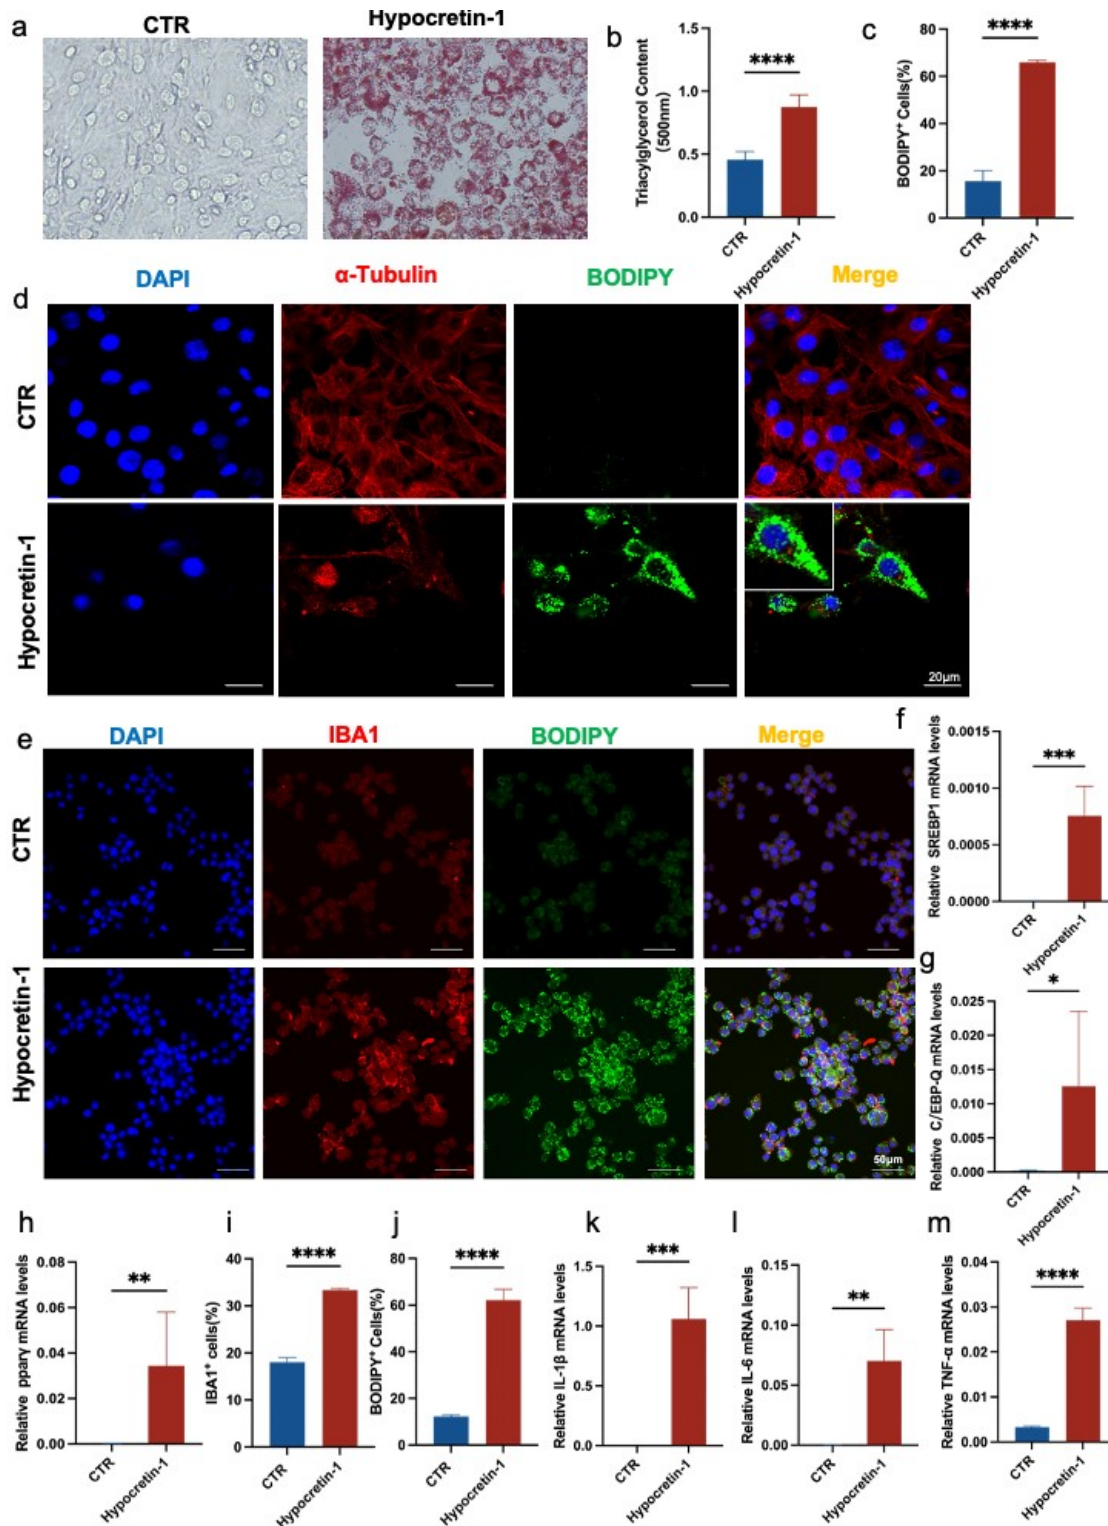 a
CTR
Hypocretin-1
b
****
Triacylglycerol Content
(500nm)
1.5
1.0
0.5
0.0
CTR
Hypocretin-1
c
****
BODIPY⁺ Cells(%)
80
60
40
20
0
CTR
Hypocretin-1
d
DAPI
α-Tubulin
BODIPY
Merge
CTR
Hypocretin-1
20μm
e
DAPI
IBA1
BODIPY
Merge
CTR
Hypocretin-1
50μm
f
***
Relative SREBP1 mRNA levels
0.0015
0.0010
0.0005
0.0000
CTR
Hypocretin-1
g
*
Relative C/EBP-Q mRNA levels
0.025
0.020
0.015
0.010
0.005
0.000
CTR
Hypocretin-1
h
**
Relative pparγ mRNA levels
0.08
0.06
0.04
0.02
0.00
CTR
Hypocretin-1
i
****
IBA1⁺ cells(%)
40
30
20
10
0
CTR
Hypocretin-1
j
****
BODIPY⁺ Cells(%)
80
60
40
20
0
CTR
Hypocretin-1
k
***
Relative IL-1β mRNA levels
1.5
1.0
0.5
0.0
CTR
Hypocretin-1
l
**
Relative IL-6 mRNA levels
0.15
0.10
0.05
0.00
CTR
Hypocretin-1
m
****
Relative TNF-α mRNA levels
0.04
0.03
0.02
0.01
0.00
CTR
Hypocretin-1